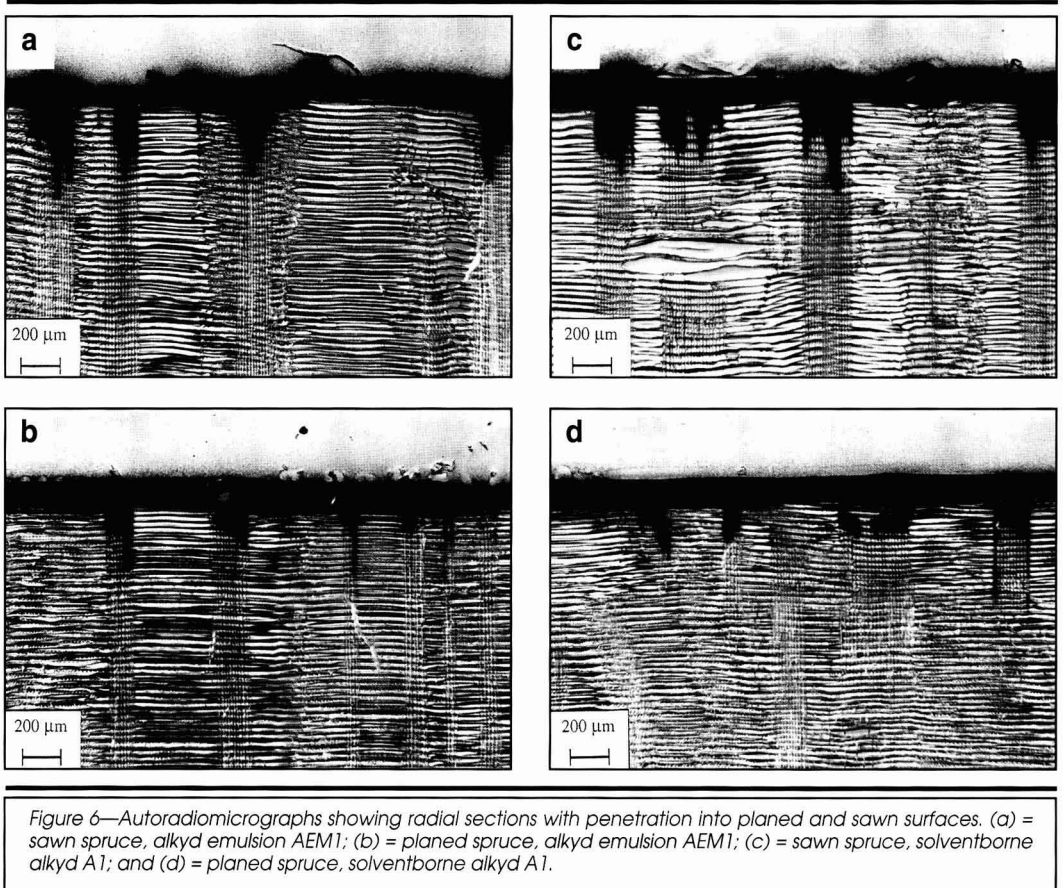 a
c
200 µm
200 µm
b
d
200 µm
200 µm
Figure 6—Autoradiomicrographs showing radial sections with penetration into planed and sawn surfaces. (a) =
sawn spruce, alkyd emulsion AEM1; (b) = planed spruce, alkyd emulsion AEM1; (c) = sawn spruce, solventborne
alkyd A1; and (d) = planed spruce, solventborne alkyd A1.